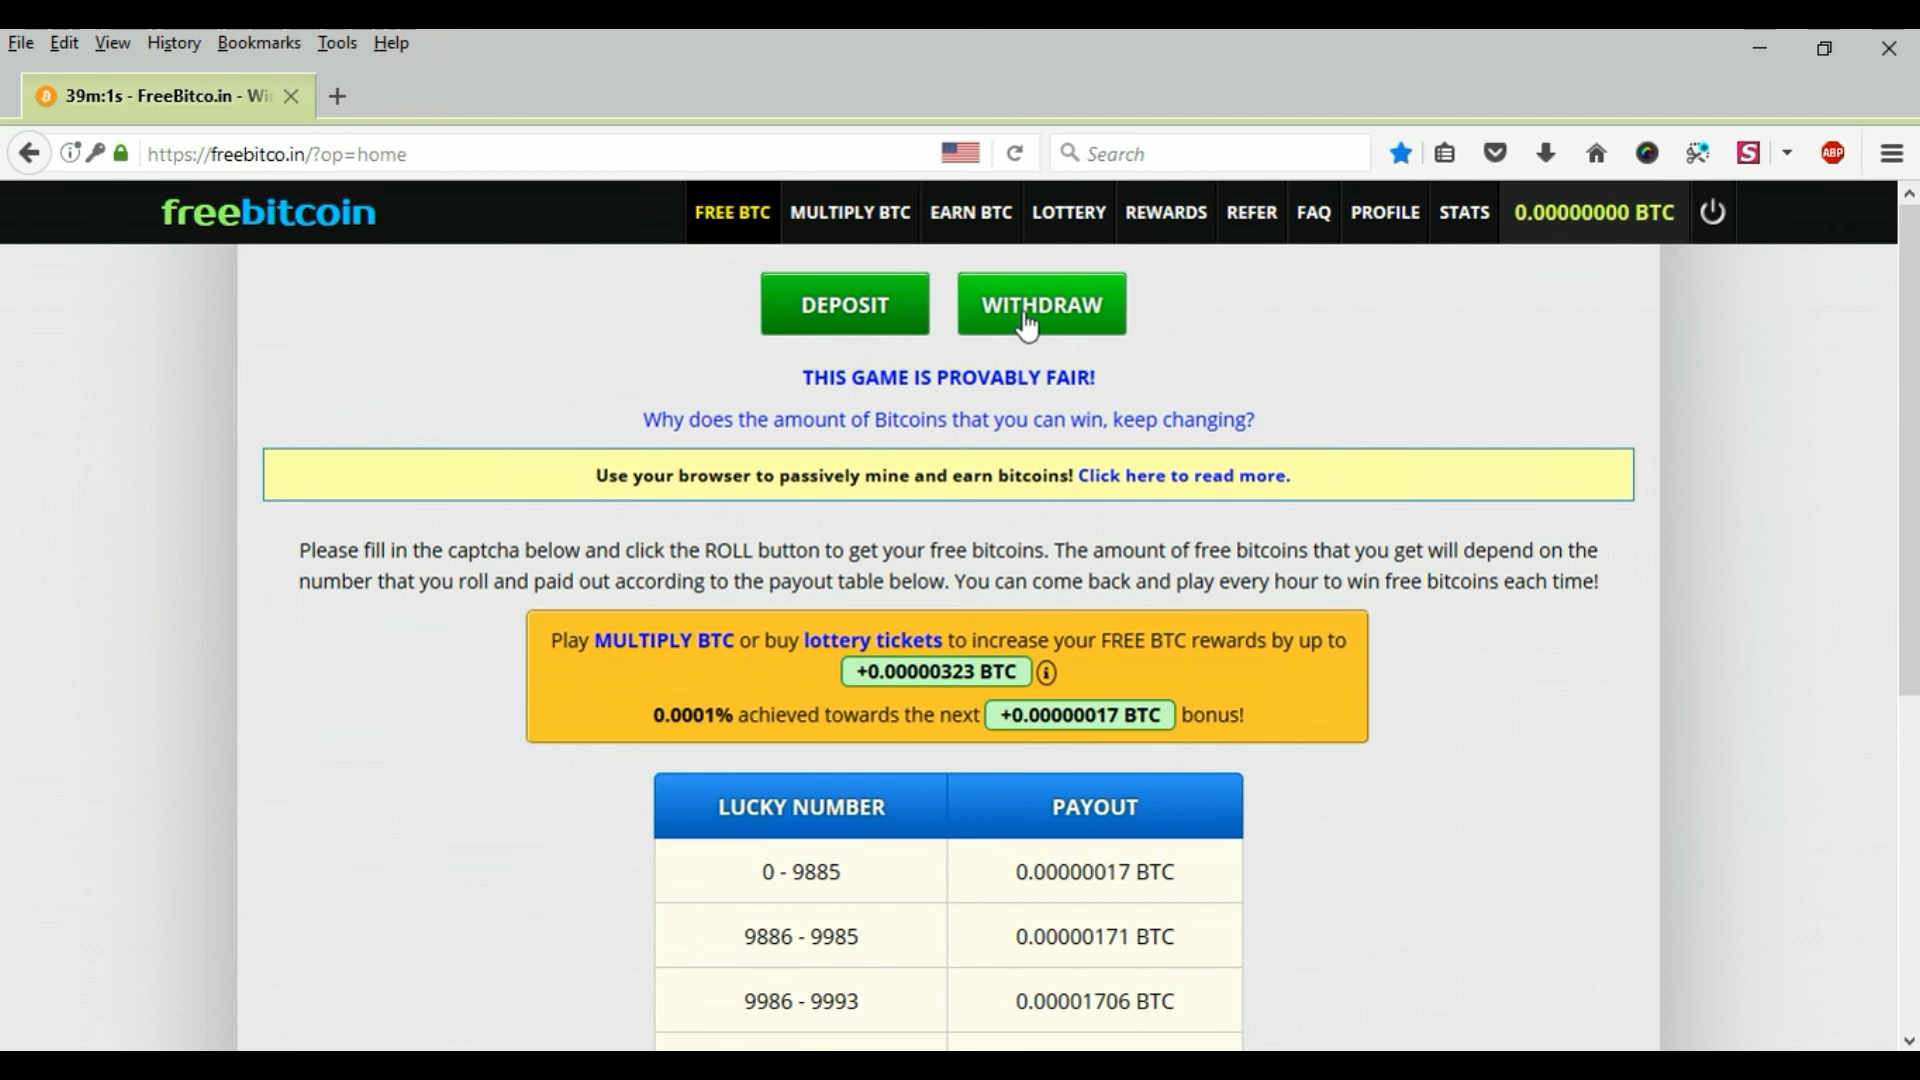 File Edit View History Bookmarks Tools Help
39m:1s - FreeBitco.in - Wi
https://freebitco.in/?op=home
Search
S
ABP
freebitcoin
FREE BTC MULTIPLY BTC EARN BTC LOTTERY REWARDS REFER FAQ PROFILE STATS 0.00000000 BTC
DEPOSIT WITHDRAW
THIS GAME IS PROVABLY FAIR!
Why does the amount of Bitcoins that you can win, keep changing?
Use your browser to passively mine and earn bitcoins! Click here to read more.
Please fill in the captcha below and click the ROLL button to get your free bitcoins. The amount of free bitcoins that you get will depend on the
number that you roll and paid out according to the payout table below. You can come back and play every hour to win free bitcoins each time!
Play MULTIPLY BTC or buy lottery tickets to increase your FREE BTC rewards by up to
+0.00000323 BTC
0.0001% achieved towards the next +0.00000017 BTC bonus!
LUCKY NUMBER PAYOUT
0 - 9885 0.00000017 BTC
9886 - 9985 0.00000171 BTC
9986 - 9993 0.00001706 BTC